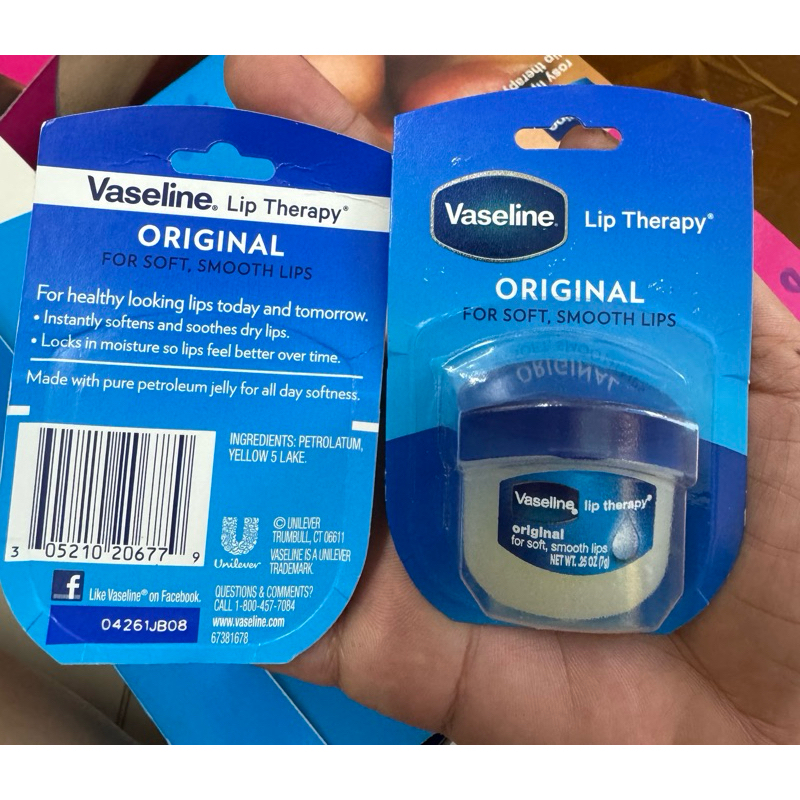 Vaseline® Lip Therapy®
ORIGINAL
FOR SOFT, SMOOTH LIPS
For healthy looking lips today and tomorrow.
• Instantly softens and soothes dry lips.
• Locks in moisture so lips feel better over time.
Made with pure petroleum jelly for all day softness.
INGREDIENTS: PETROLATUM,
YELLOW 5 LAKE.
3 05210 20677 9
Unilever
© UNILEVER
TRUMBULL, CT 06611
VASELINE IS A UNILEVER
TRADEMARK.
f Like Vaseline® on Facebook.
QUESTIONS & COMMENTS?
CALL 1-800-457-7084
www.vaseline.com
67381678
04261JB08
Vaseline® Lip Therapy®
ORIGINAL
FOR SOFT, SMOOTH LIPS
ORIGINAL
Vaseline® lip therapy®
original
for soft, smooth lips
NET WT. .25 OZ (7g)
rosy
lip therapy